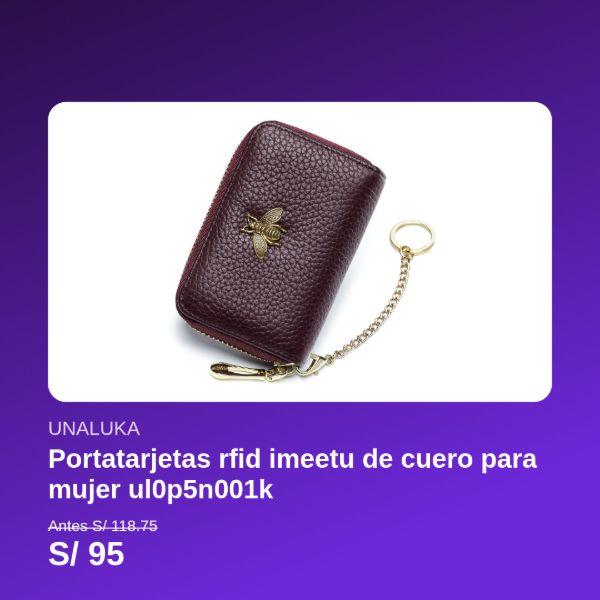 UNALUKA
Portatarjetas rfid imeetu de cuero para
mujer ul0p5n001k
Antes S/ 118.75
S/ 95